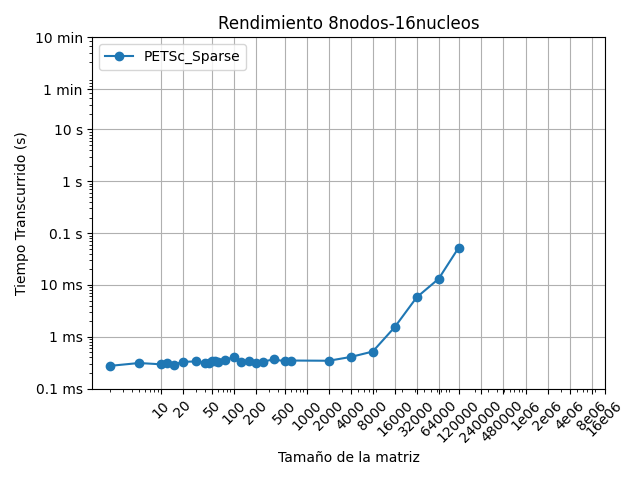 Rendimiento 8nodos-16nucleos
PETSc_Sparse
10 min
1 min
10 s
1 s
0.1 s
10 ms
1 ms
0.1 ms
Tiempo Transcurrido (s)
10
20
50
100
200
500
1000
2000
4000
8000
16000
32000
64000
120000
240000
480000
1e06
2e06
4e06
8e06
16e06
Tamaño de la matriz